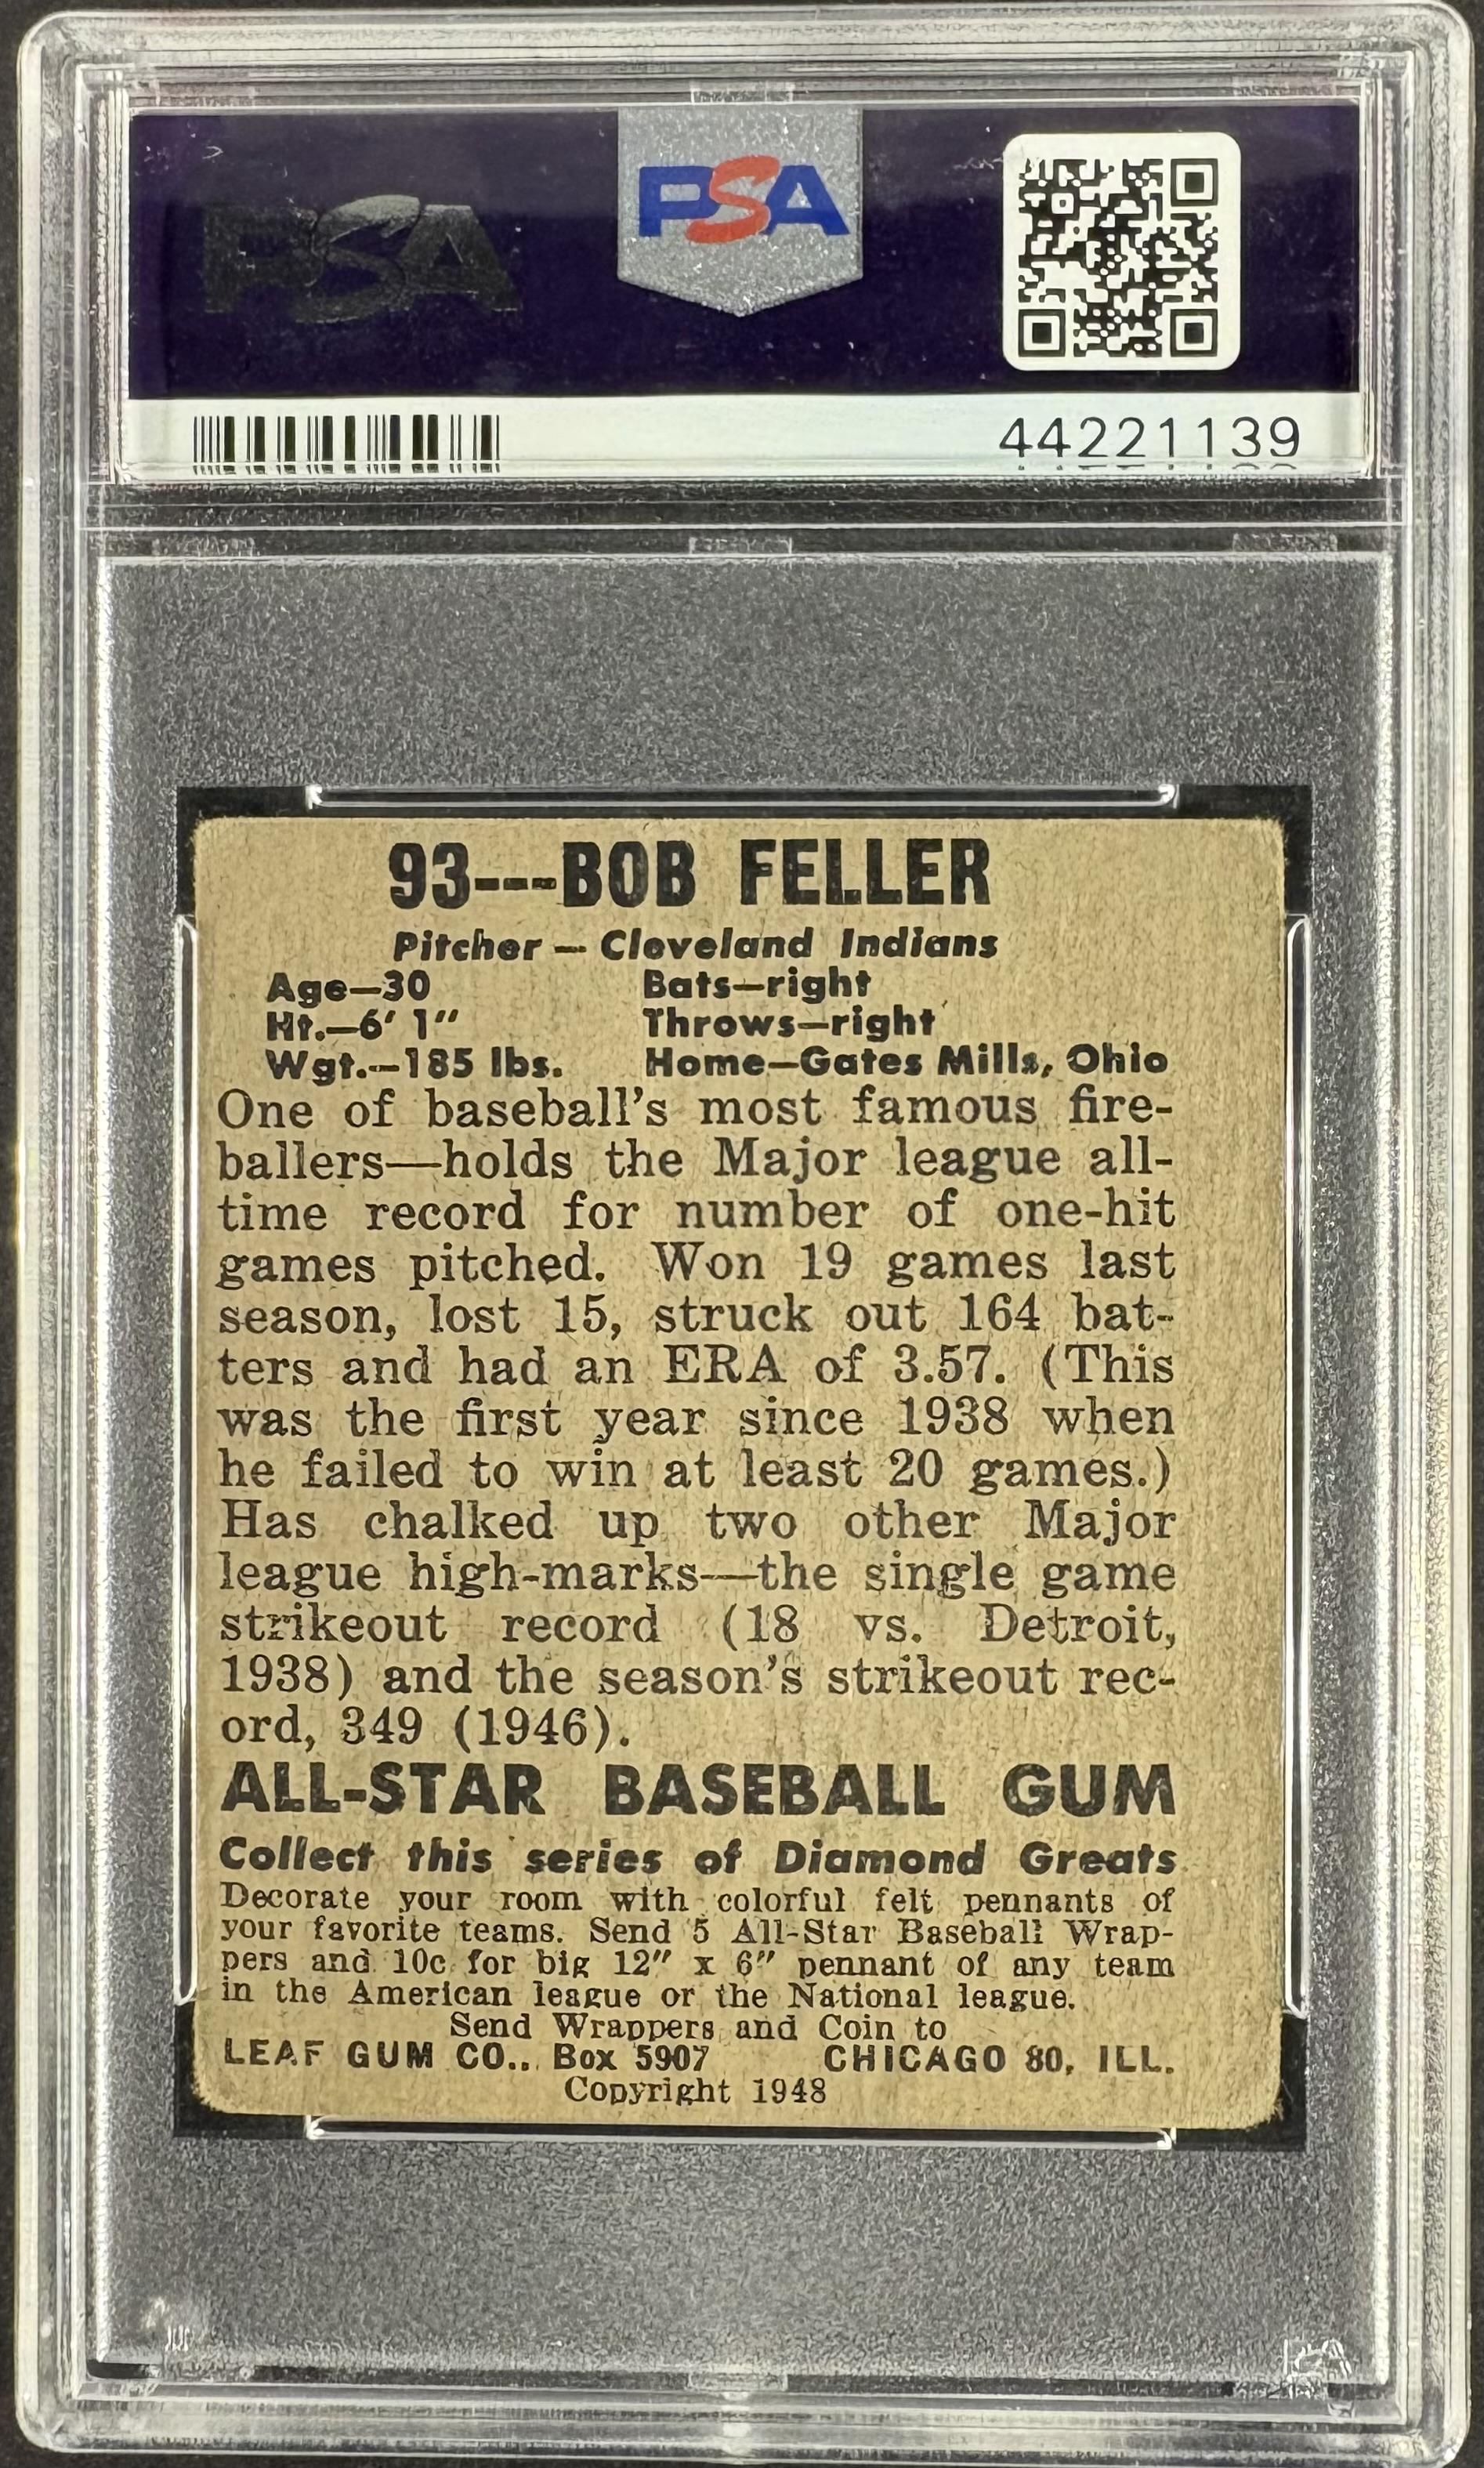 PSA
PSA
44221139
93---BOB FELLER
Pitcher — Cleveland Indians
Age—30 Bats—right
Ht.—6' 1" Throws—right
Wgt.—185 lbs. Home—Gates Mills, Ohio
One of baseball's most famous fire-
ballers—holds the Major league all-
time record for number of one-hit
games pitched. Won 19 games last
season, lost 15, struck out 164 bat-
ters and had an ERA of 3.57. (This
was the first year since 1938 when
he failed to win at least 20 games.)
Has chalked up two other Major
league high-marks—the single game
strikeout record (18 vs. Detroit,
1938) and the season's strikeout rec-
ord, 349 (1946).
ALL-STAR BASEBALL GUM
Collect this series of Diamond Greats
Decorate your room with colorful felt pennants of
your favorite teams. Send 5 All-Star Baseball Wrap-
pers and 10c for big 12" x 6" pennant of any team
in the American league or the National league.
Send Wrappers and Coin to
LEAF GUM CO., Box 5907 CHICAGO 80, ILL.
Copyright 1948
PSA